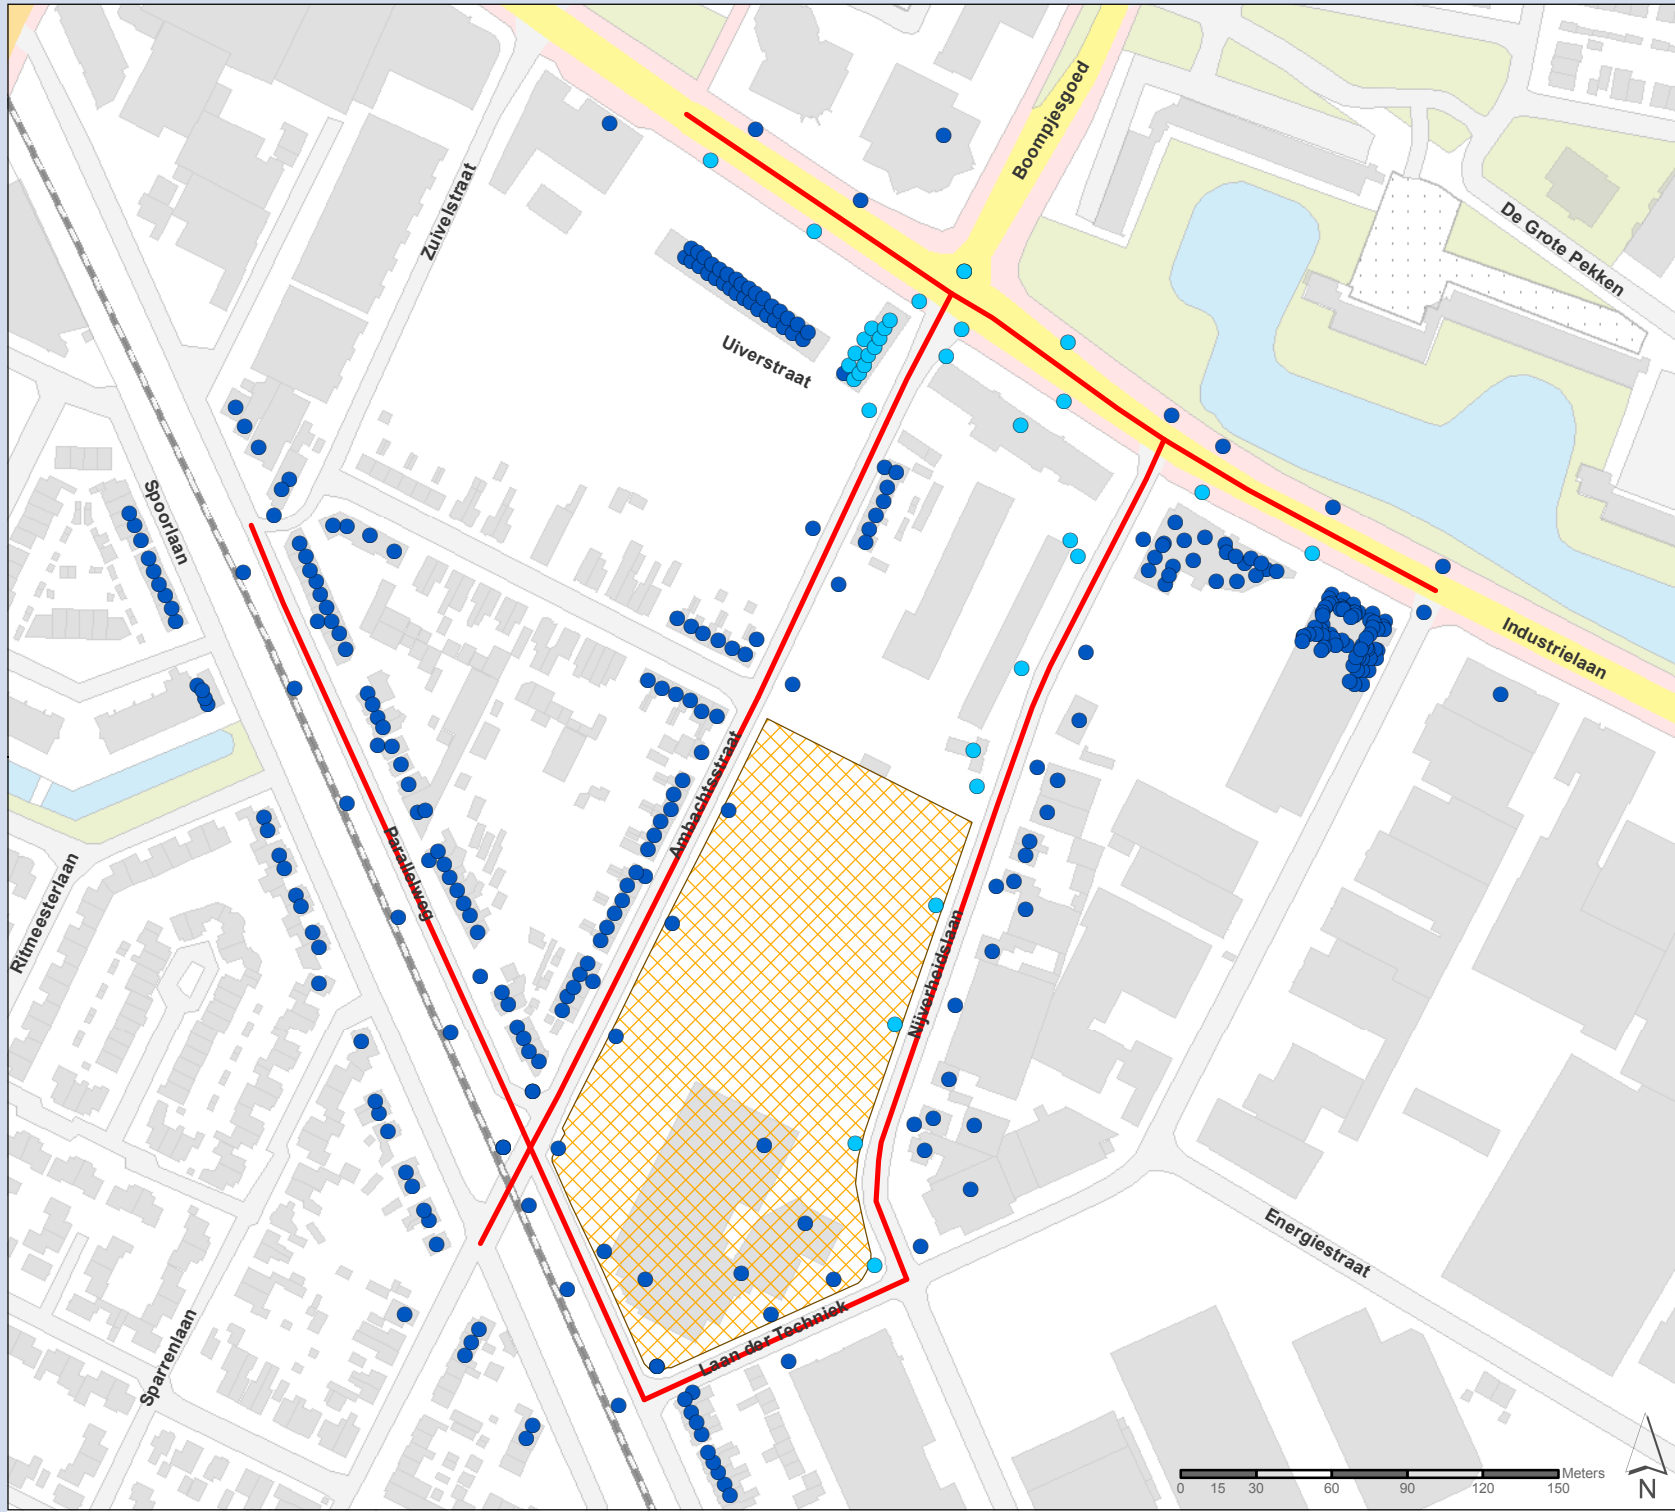 Boompjesgoed
De Grote Pekken
Zuivelstraat
Uiverstraat
Spoorlaan
Industrielaan
Ambachtsstraat
Parallelweg
Ritmeesterlaan
Nijverheidslaan
Energiestraat
Laan der Techniek
Sparrenlaan
Meters
0 15 30 60 90 120 150
N